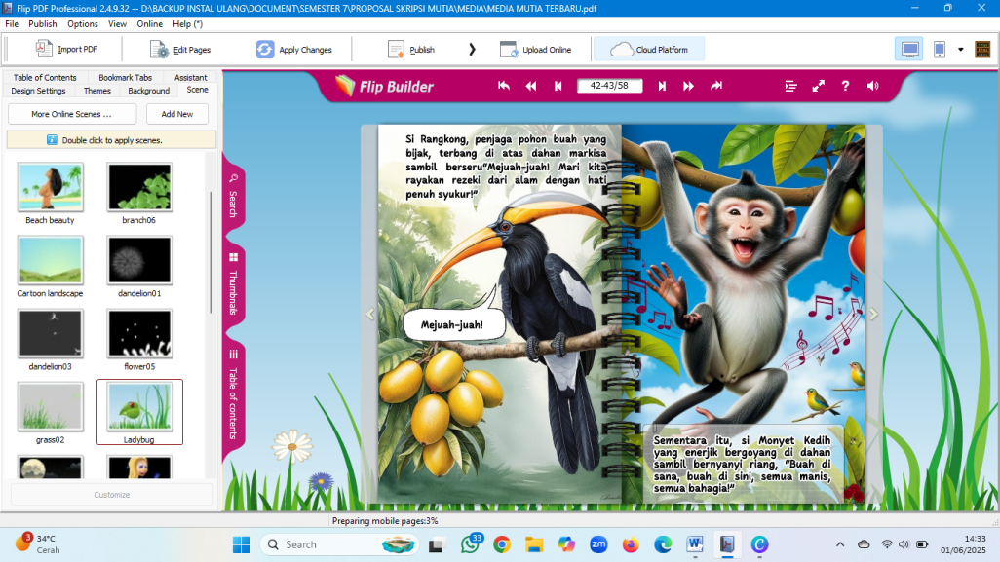 Flip PDF Professional 2.4.9.32 -- D:\BACKUP INSTAL ULANG\DOCUMENT\SEMESTER 7\PROPOSAL SKRIPSI MUTIA\MEDIA\MEDIA MUTIA TERBARU.pdf
File Publish Options View Online Help (*)
Import PDF
Edit Pages
Apply Changes
Publish
Upload Online
Cloud Platform
Table of Contents Bookmark Tabs Assistant
Design Settings Themes Background Scene
More Online Scenes ... Add New
Double click to apply scenes.
Beach beauty
branch06
Cartoon landscape
dandelion01
dandelion03
flower05
grass02
Ladybug
Customize
Flip Builder
42-43/58
?
Search
Thumbnails
Table of contents
Si Rangkong, penjaga pohon buah yang
bijak, terbang di atas dahan markisa
sambil berseru"Mejuah-juah! Mari kita
rayakan rezeki dari alam dengan hati
penuh syukur!"
Mejuah-juah!
Sementara itu, si Monyet Kedih
yang enerjik bergoyang di dahan
sambil bernyanyi riang, "Buah di
sana, buah di sini, semua manis,
semua bahagia!"
Preparing mobile pages:3%
3
34°C
Cerah
Search
33
zm
14:33
01/06/2025